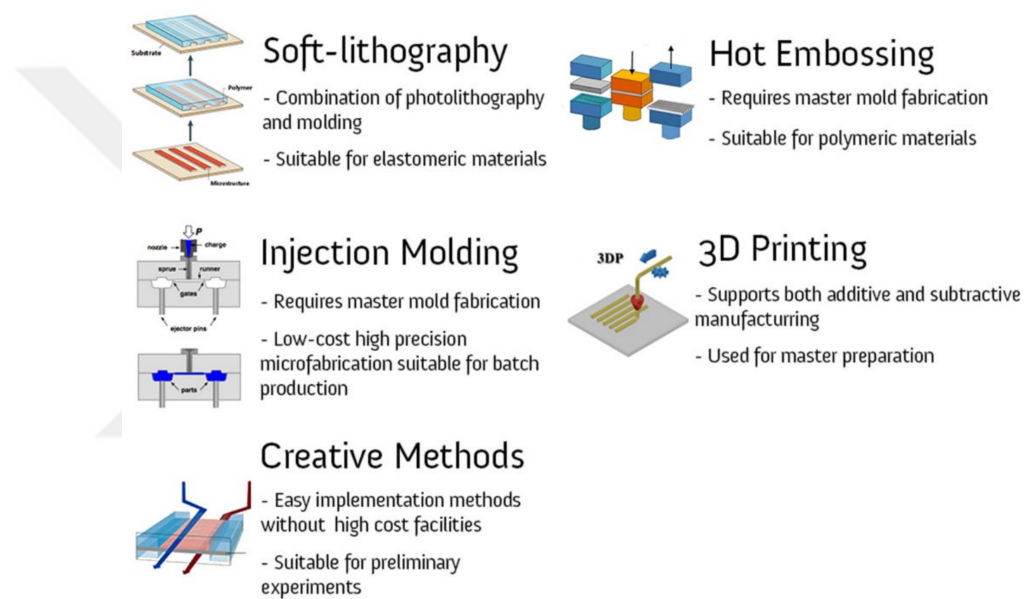 Substrate
Polymer
Microstructure
Soft-lithography
- Combination of photolithography
and molding
- Suitable for elastomeric materials
Hot Embossing
- Requires master mold fabrication
- Suitable for polymeric materials
P
nozzle
charge
sprue
runner
gates
ejector pins
parts
Injection Molding
- Requires master mold fabrication
- Low-cost high precision
microfabrication suitable for batch
production
3DP
3D Printing
- Supports both additive and subtractive
manufacturring
- Used for master preparation
Creative Methods
- Easy implementation methods
without high cost facilities
- Suitable for preliminary
experiments